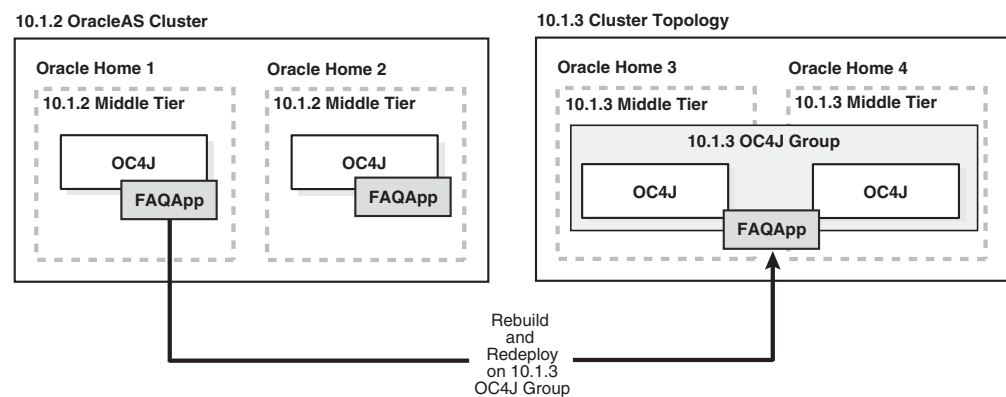 10.1.2 OracleAS Cluster
Oracle Home 1
10.1.2 Middle Tier
OC4J
FAQApp
Oracle Home 2
10.1.2 Middle Tier
OC4J
FAQApp
10.1.3 Cluster Topology
Oracle Home 3
10.1.3 Middle Tier
Oracle Home 4
10.1.3 Middle Tier
10.1.3 OC4J Group
OC4J
OC4J
FAQApp
Rebuild
and
Redeploy
on 10.1.3
OC4J Group